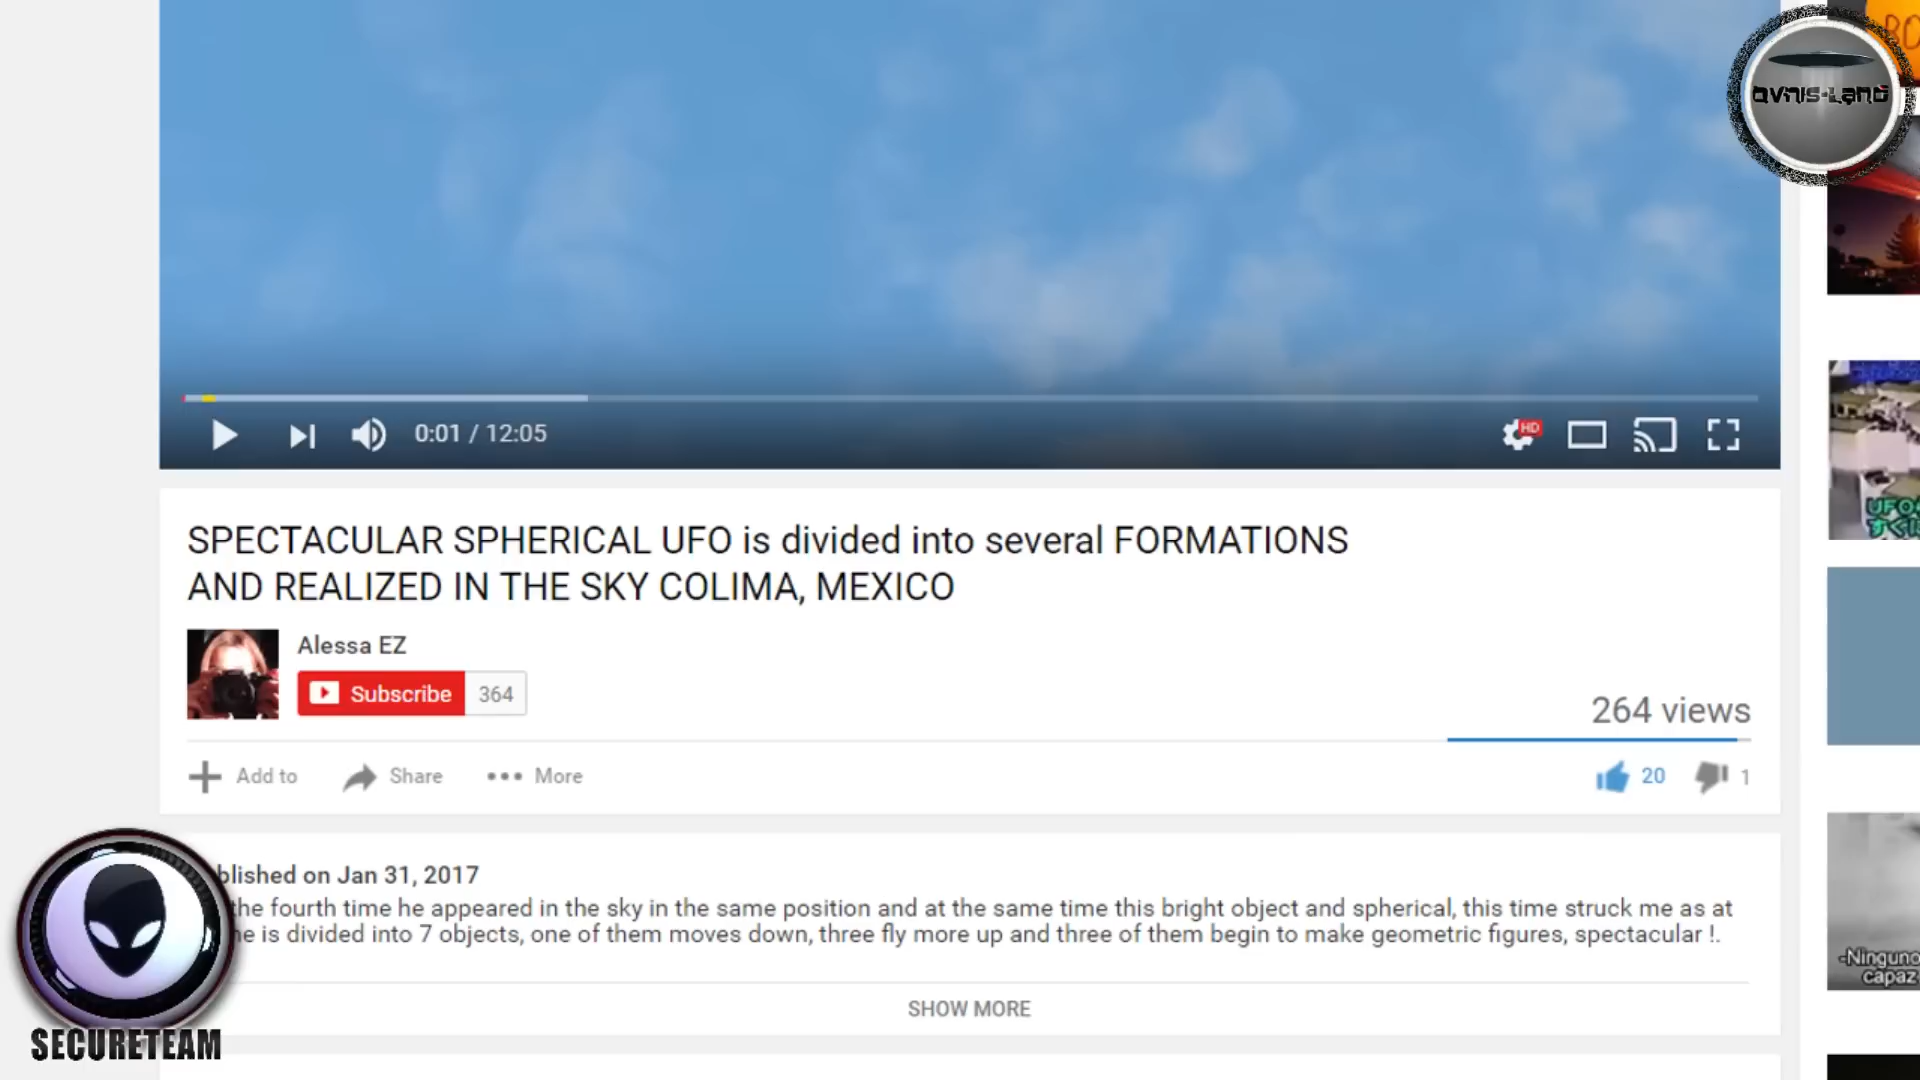 OVNIS-LAND
0:01 / 12:05
HD
SPECTACULAR SPHERICAL UFO is divided into several FORMATIONS
AND REALIZED IN THE SKY COLIMA, MEXICO
Alessa EZ
Subscribe 364
264 views
Add to Share More
20 1
blished on Jan 31, 2017
the fourth time he appeared in the sky in the same position and at the same time this bright object and spherical, this time struck me as at
is divided into 7 objects, one of them moves down, three fly more up and three of them begin to make geometric figures, spectacular !.
SHOW MORE
SECURETEAM
UFO
-Ninguno
capaz